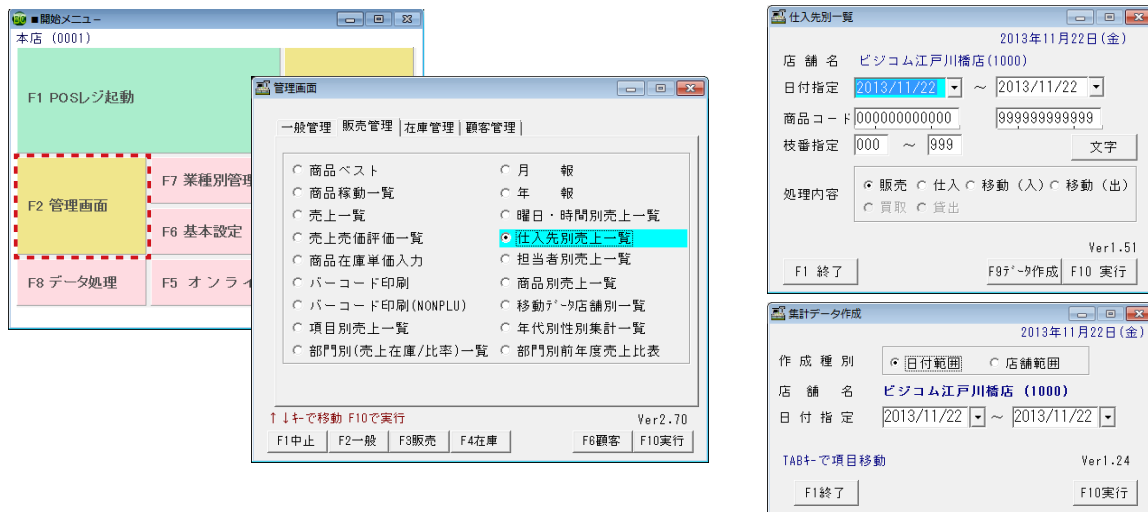 ■開始メニュー
本店 (0001)
F1 POSレジ起動
F2 管理画面
F7 業種別管理
F6 基本設定
F8 データ処理
F5 オンライ
管理画面
一般管理 販売管理 在庫管理 顧客管理
商品ベスト
商品稼動一覧
売上一覧
売上売価評価一覧
商品在庫単価入力
バーコード印刷
バーコード印刷(NONPLU)
項目別売上一覧
部門別(売上在庫/比率)一覧
月 報
年 報
曜日・時間別売上一覧
仕入先別売上一覧
担当者別売上一覧
商品別売上一覧
移動データ店舗別一覧
年代別性別集計一覧
部門別前年度売上比表
↑↓キーで移動 F10で実行
Ver2.70
F1中止 F2一般 F3販売 F4在庫 F6顧客 F10実行
仕入先別一覧
2013年11月22日(金)
店 舗 名 ビジコム江戸川橋店(1000)
日付指定 2013/11/22 ～ 2013/11/22
商品コード 000000000000 999999999999
枝番指定 000 ～ 999 文字
処理内容
販売 仕入 移動（入） 移動（出）
買取 貸出
Ver1.51
F1 終了 F9データ作成 F10 実行
集計データ作成
2013年11月22日(金)
作 成 種 別 日付範囲 店舗範囲
店 舗 名 ビジコム江戸川橋店 (1000)
日 付 指 定 2013/11/22 ～ 2013/11/22
TABキーで項目移動 Ver1.24
F1終了 F10実行